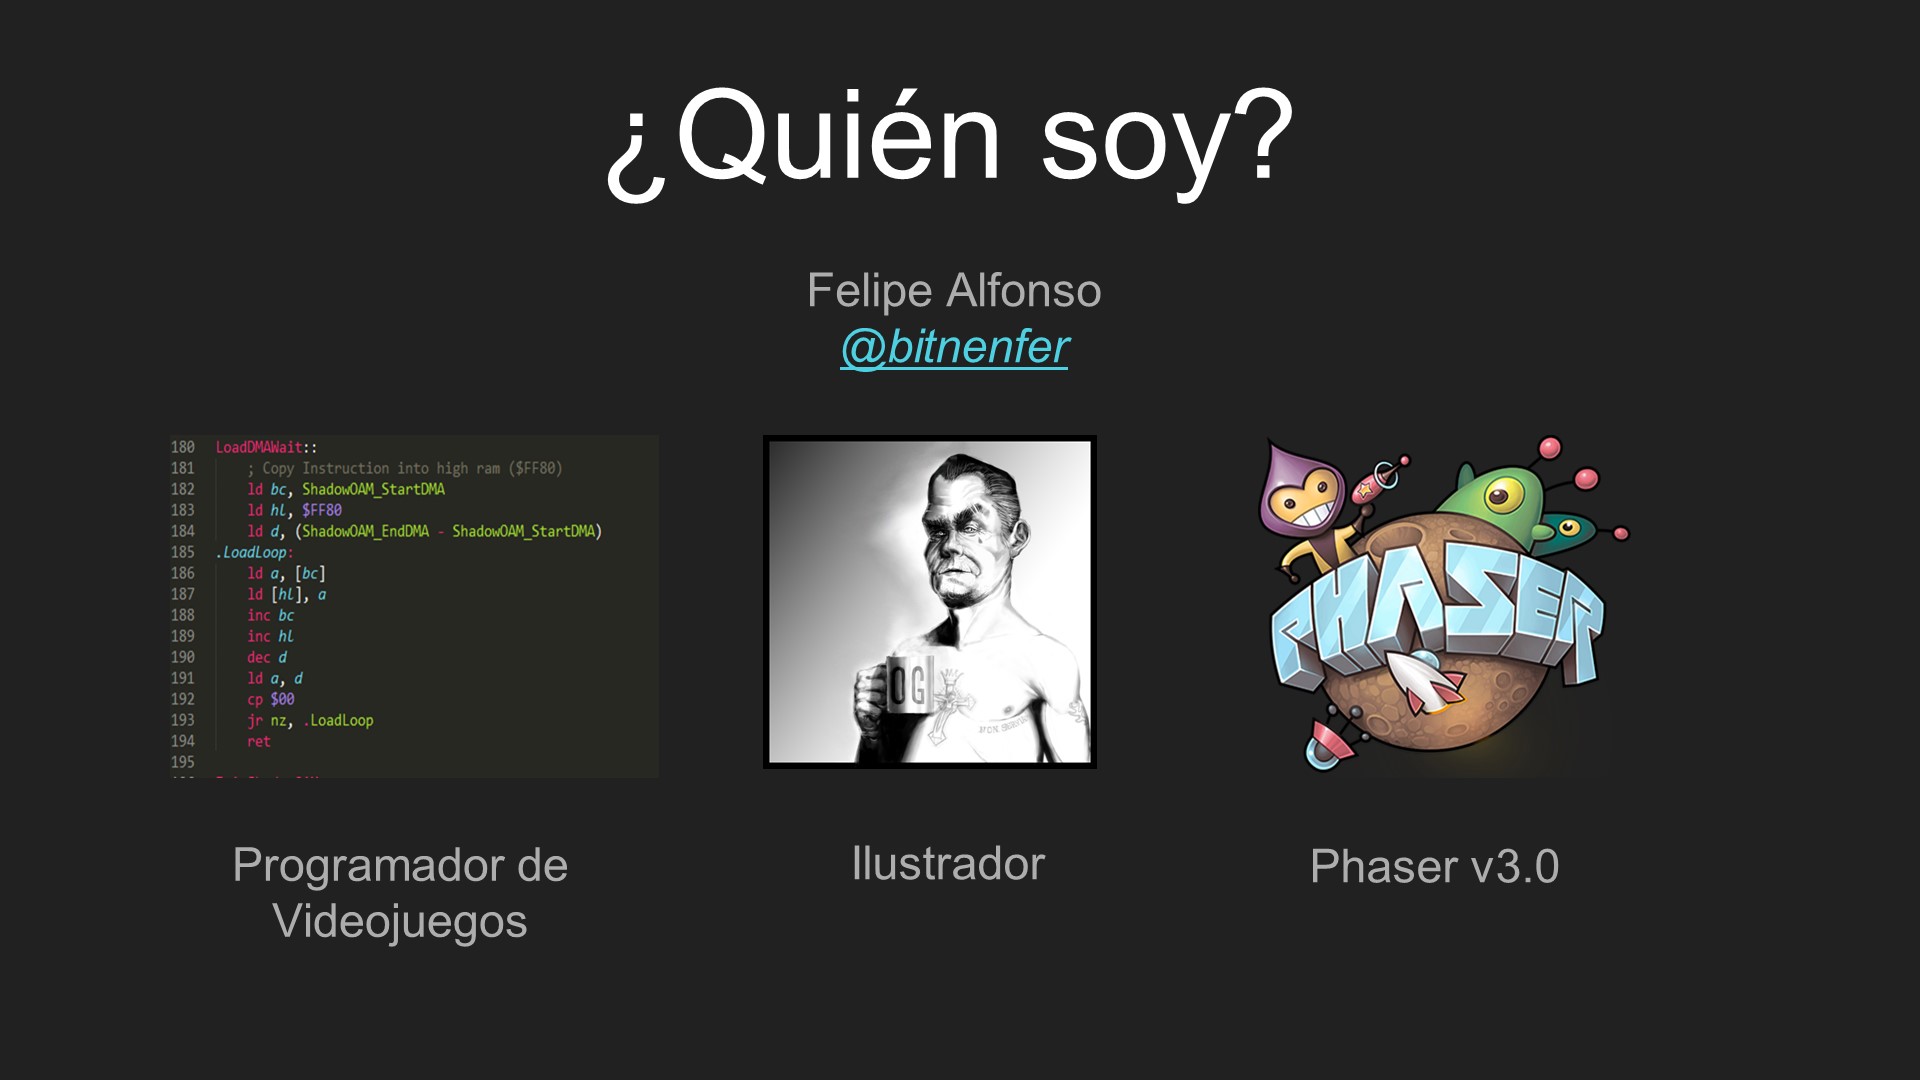 ¿Quién soy?
Felipe Alfonso
@bitnenfer
180 LoadDMAWait::
181 ; Copy Instruction into high ram ($FF80)
182 ld bc, ShadowOAM_StartDMA
183 ld hl, $FF80
184 ld d, (ShadowOAM_EndDMA - ShadowOAM_StartDMA)
185 .LoadLoop:
186 ld a, [bc]
187 ld [hl], a
188 inc bc
189 inc hl
190 dec d
191 ld a, d
192 cp $00
193 jr nz, .LoadLoop
194 ret
195
OG
PHASER
Programador de
Videojuegos
Ilustrador
Phaser v3.0